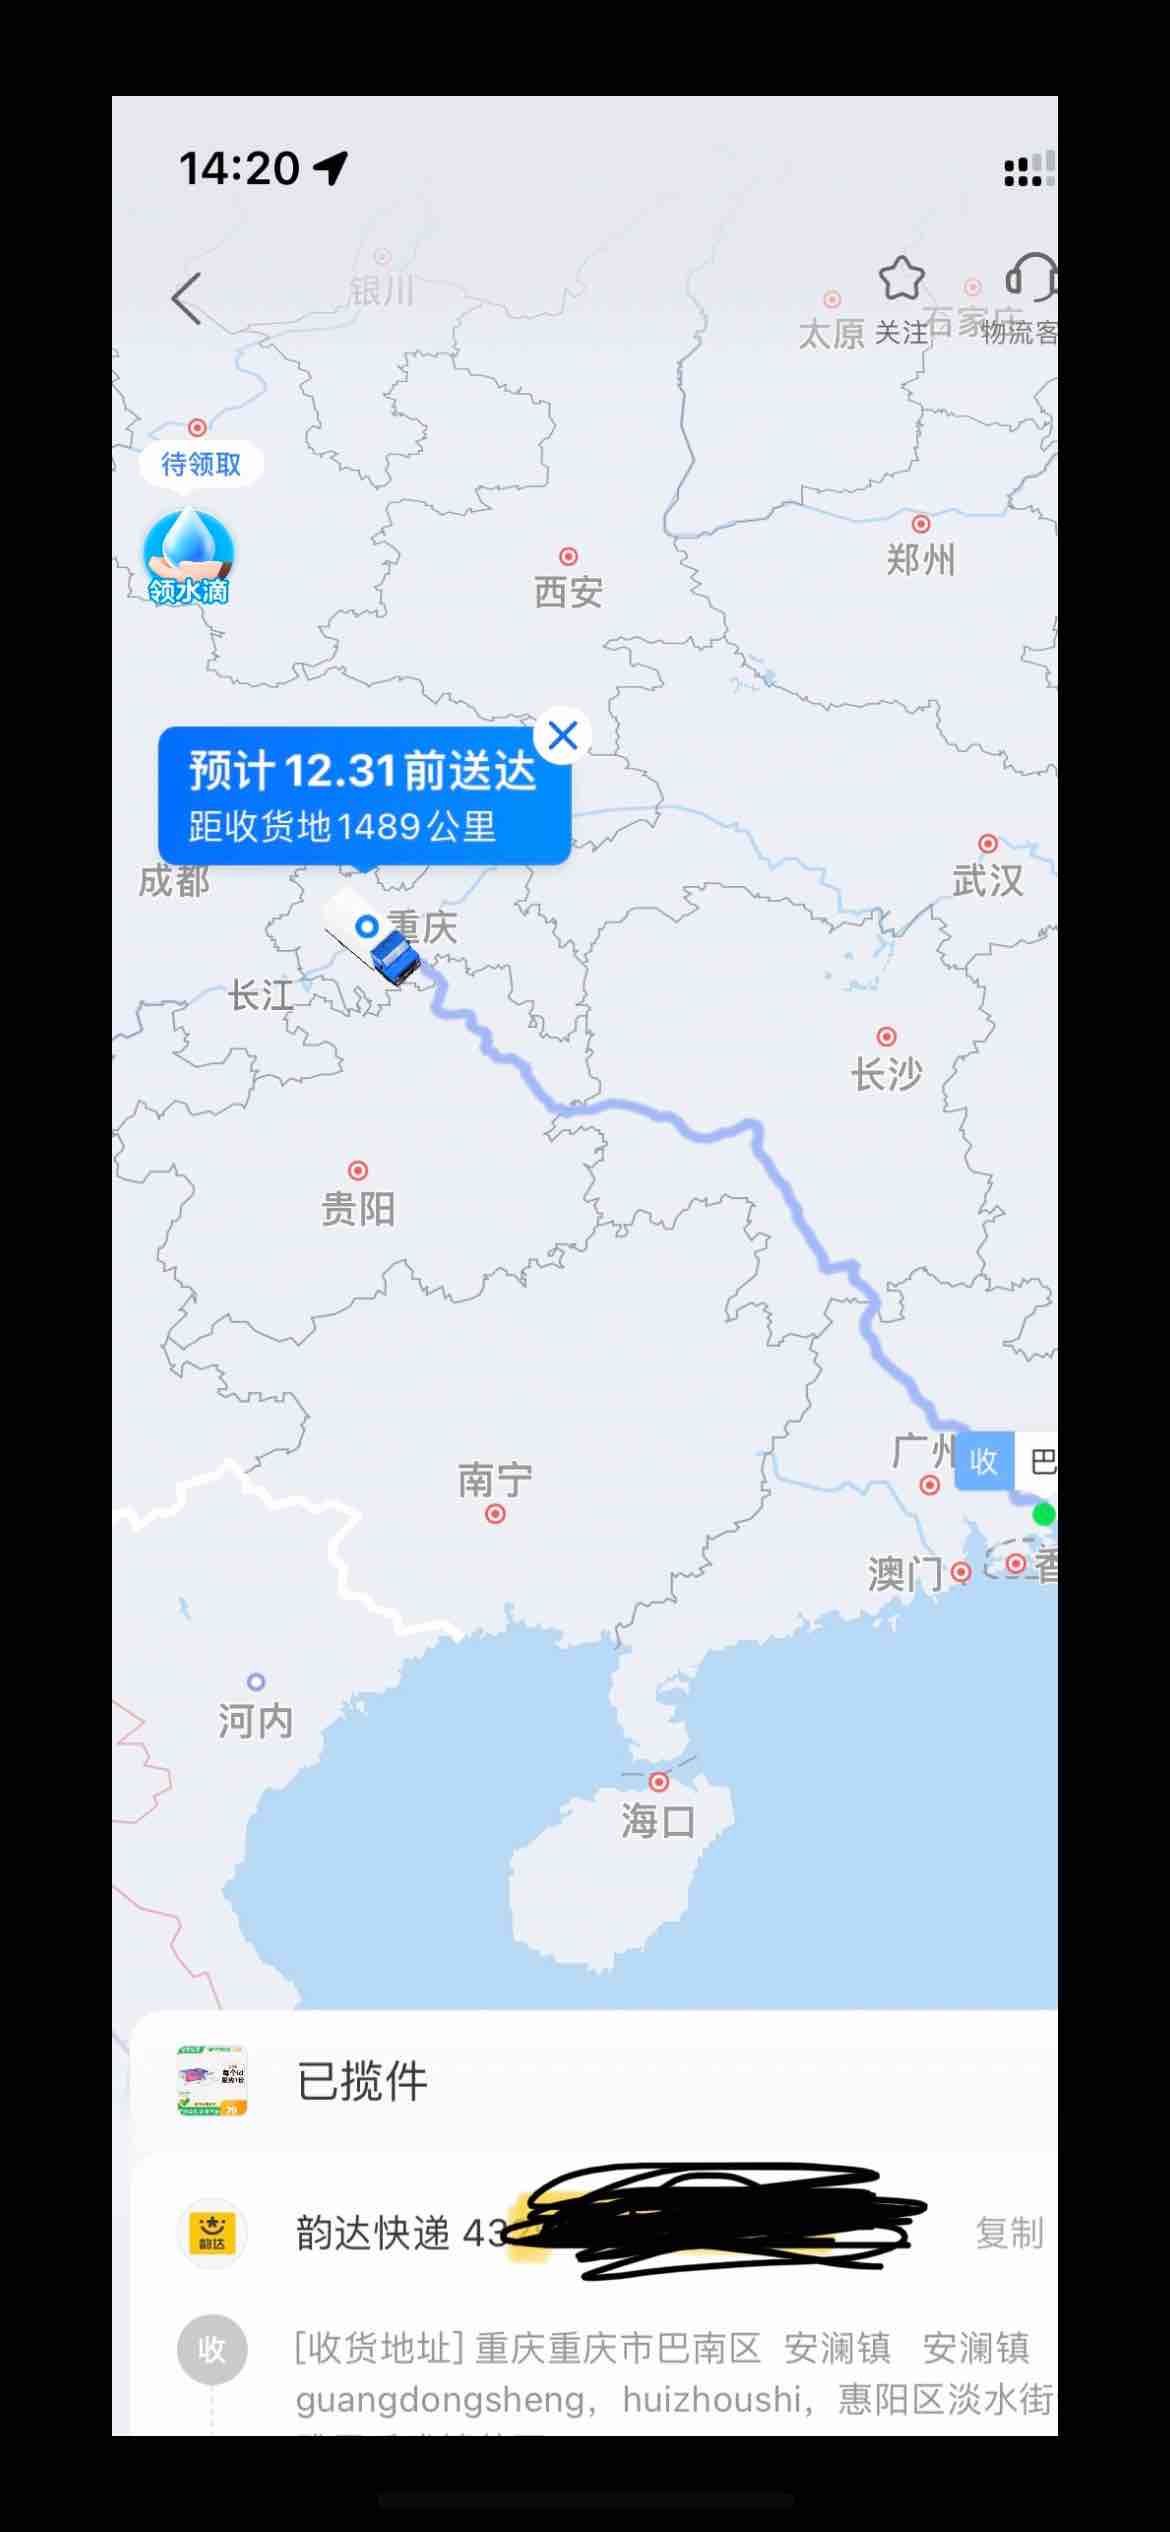 14:20
银川
太原
关注
石家庄
物流客
待领取
领水滴
郑州
西安
预计12.31前送达
距收货地1489公里
成都
武汉
重庆
长江
长沙
贵阳
广州
收 巴
南宁
澳门
香
河内
海口
已揽件
韵达
韵达快递 43
复制
收
[收货地址] 重庆重庆市巴南区 安澜镇 安澜镇
guangdongsheng，huizhoushi，惠阳区淡水街